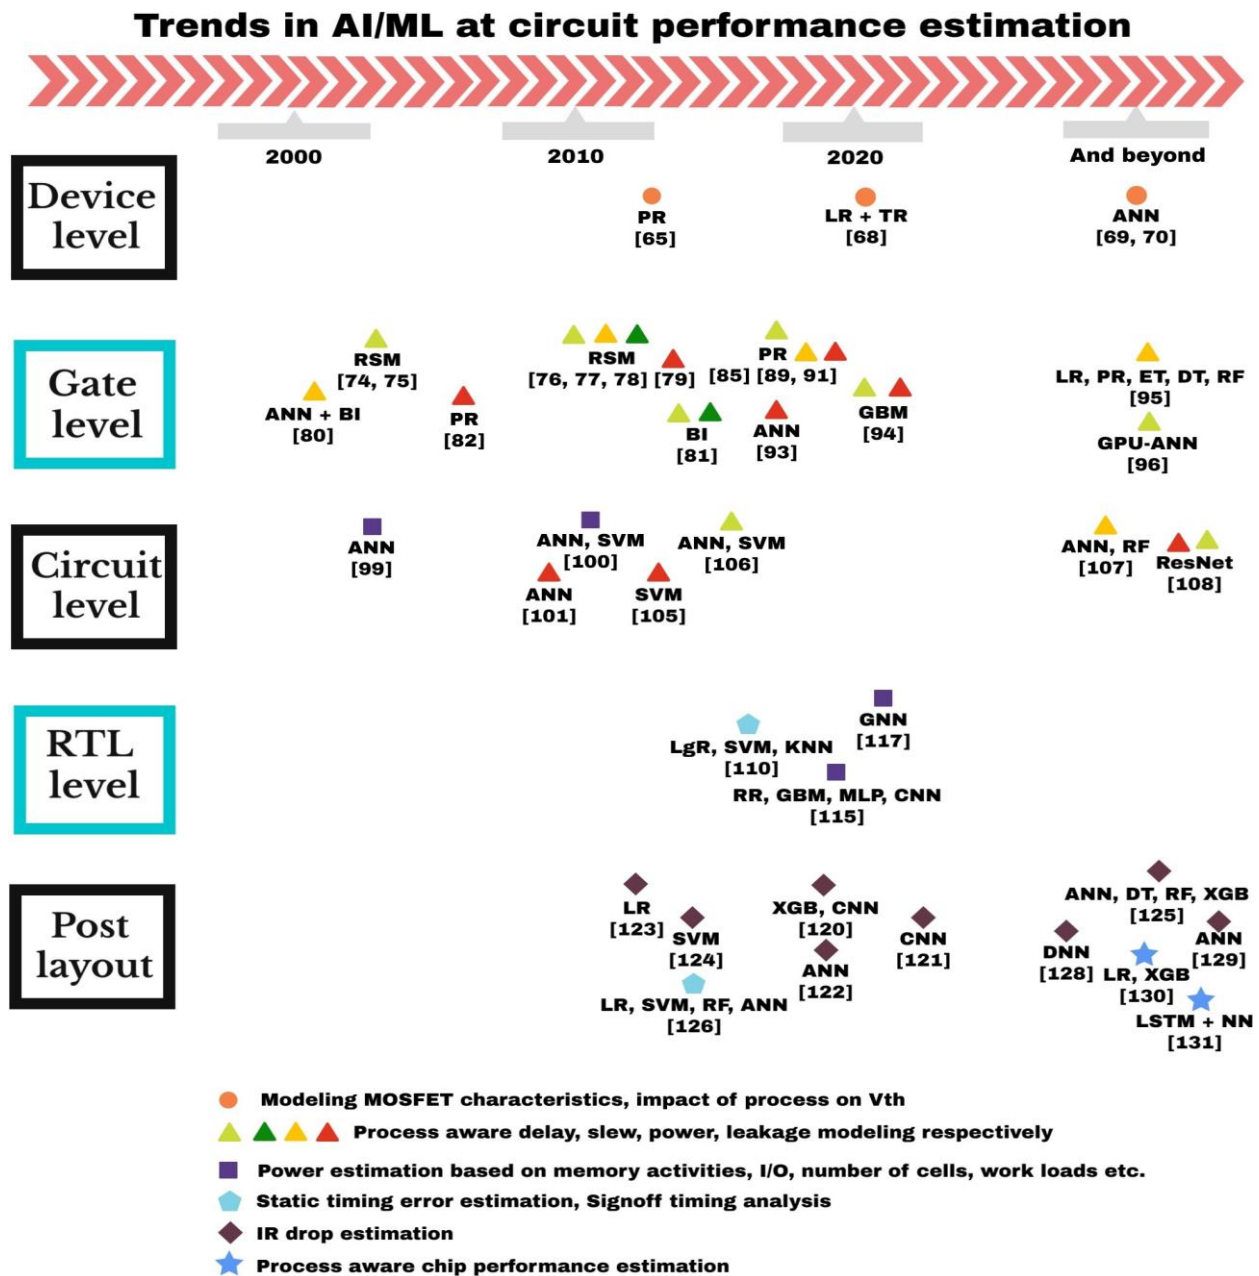 Trends in AI/ML at circuit performance estimation
2000
2010
2020
And beyond
Device
level
PR
[65]
LR + TR
[68]
ANN
[69, 70]
Gate
level
RSM
[74, 75]
ANN + BI
[80]
PR
[82]
RSM
[76, 77, 78] [79]
BI
[81]
PR
[85] [89, 91]
ANN
[93]
GBM
[94]
LR, PR, ET, DT, RF
[95]
GPU-ANN
[96]
Circuit
level
ANN
[99]
ANN, SVM
[100]
ANN
[101]
SVM
[105]
ANN, SVM
[106]
ANN, RF
[107]
ResNet
[108]
RTL
level
LgR, SVM, KNN
[110]
GNN
[117]
RR, GBM, MLP, CNN
[115]
Post
layout
LR
[123]
SVM
[124]
LR, SVM, RF, ANN
[126]
XGB, CNN
[120]
ANN
[122]
CNN
[121]
ANN, DT, RF, XGB
[125]
DNN
[128]
ANN
[129]
LR, XGB
[130]
LSTM + NN
[131]
Modeling MOSFET characteristics, impact of process on Vth
Process aware delay, slew, power, leakage modeling respectively
Power estimation based on memory activities, I/O, number of cells, work loads etc.
Static timing error estimation, Signoff timing analysis
IR drop estimation
Process aware chip performance estimation